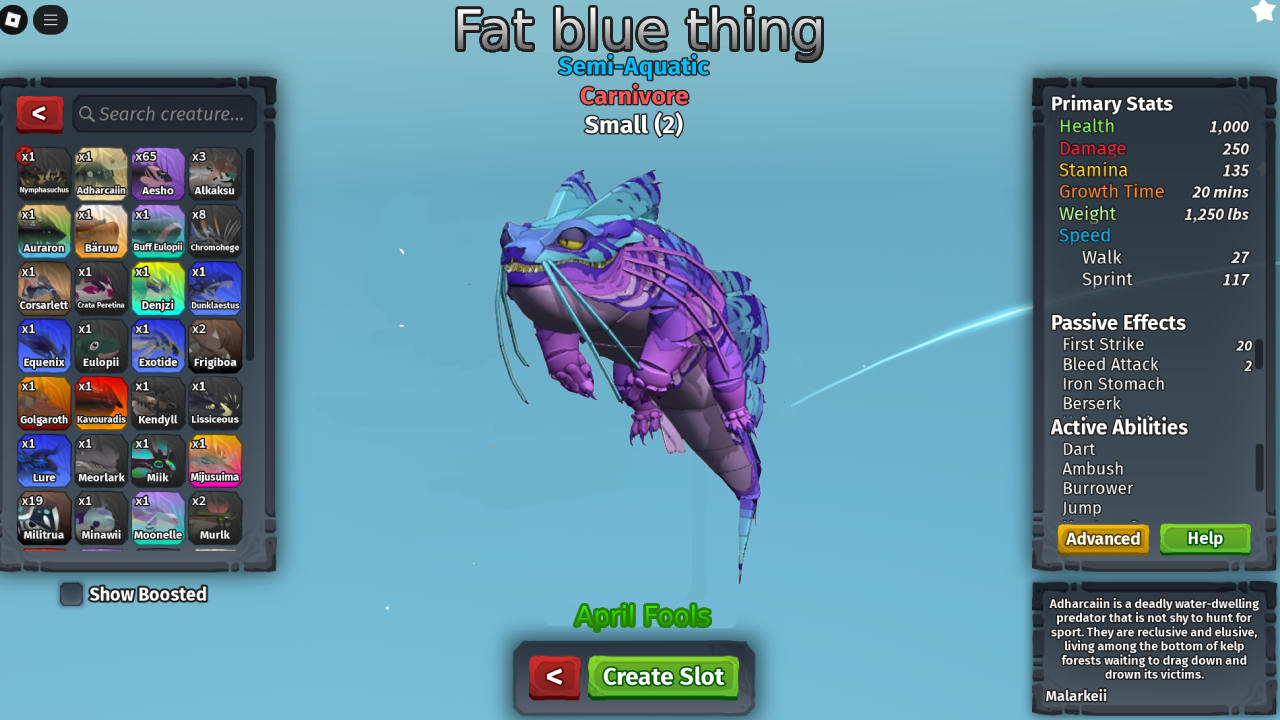 Fat blue thing
Semi-Aquatic
Carnivore
Small (2)
<
Search creature...
x1 Nymphasuchus
x1 Adharcaiin
x65 Aesho
x3 Alkaksu
x1 Auraron
x1 Bäruw
x1 Buff Eulopii
x8 Chromohege
x1 Corsarlett
x1 Crata Peretina
x1 Denjzi
x1 Dunklaestus
x1 Equenix
x1 Eulopii
x1 Exotide
x2 Frigiboa
x1 Golgaroth
x1 Kavouradis
x1 Kendyll
x1 Lissiceous
x1 Lure
x1 Meorlark
x1 Miik
x1 Mijusuima
x19 Militrua
x1 Minawii
x1 Moonelle
x2 Murlk
Show Boosted
April Fools
<
Create Slot
Primary Stats
Health 1,000
Damage 250
Stamina 135
Growth Time 20 mins
Weight 1,250 lbs
Speed
Walk 27
Sprint 117
Passive Effects
First Strike 20
Bleed Attack 2
Iron Stomach
Berserk
Active Abilities
Dart
Ambush
Burrower
Jump
Advanced
Help
Adharcaiin is a deadly water-dwelling
predator that is not shy to hunt for
sport. They are reclusive and elusive,
living among the bottom of kelp
forests waiting to drag down and
drown its victims.
Malarkeii